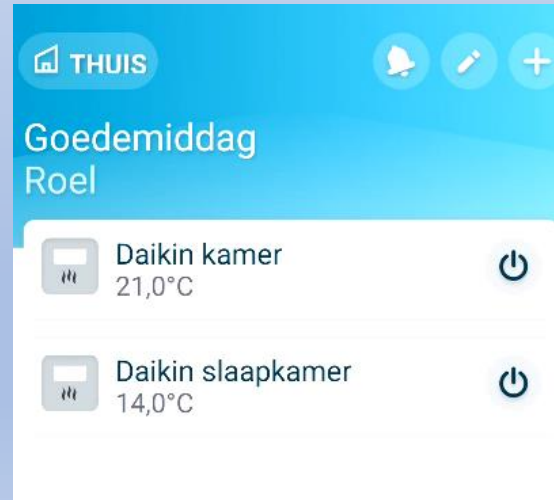 THUIS
Goedemiddag
Roel
Daikin kamer
21,0°C
Daikin slaapkamer
14,0°C